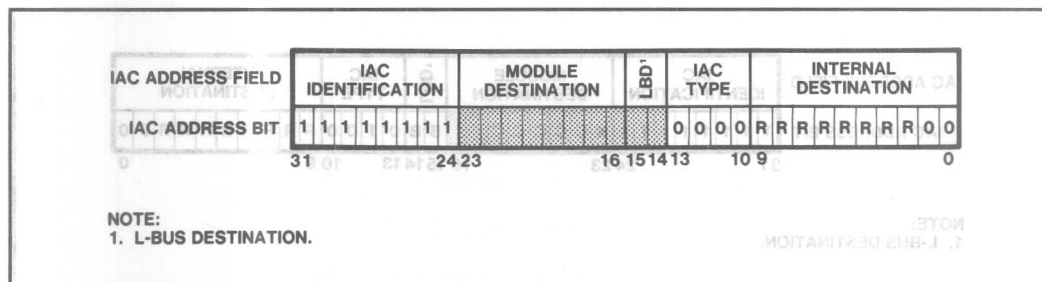 IAC ADDRESS FIELD IAC IDENTIFICATION MODULE DESTINATION LBD¹ IAC TYPE INTERNAL DESTINATION
IAC ADDRESS BIT 1 1 1 1 1 1 1 1 0 0 0 0 R R R R R R R R 0 0
31 24 23 16 15 14 13 10 9 0
NOTE:
1. L-BUS DESTINATION.